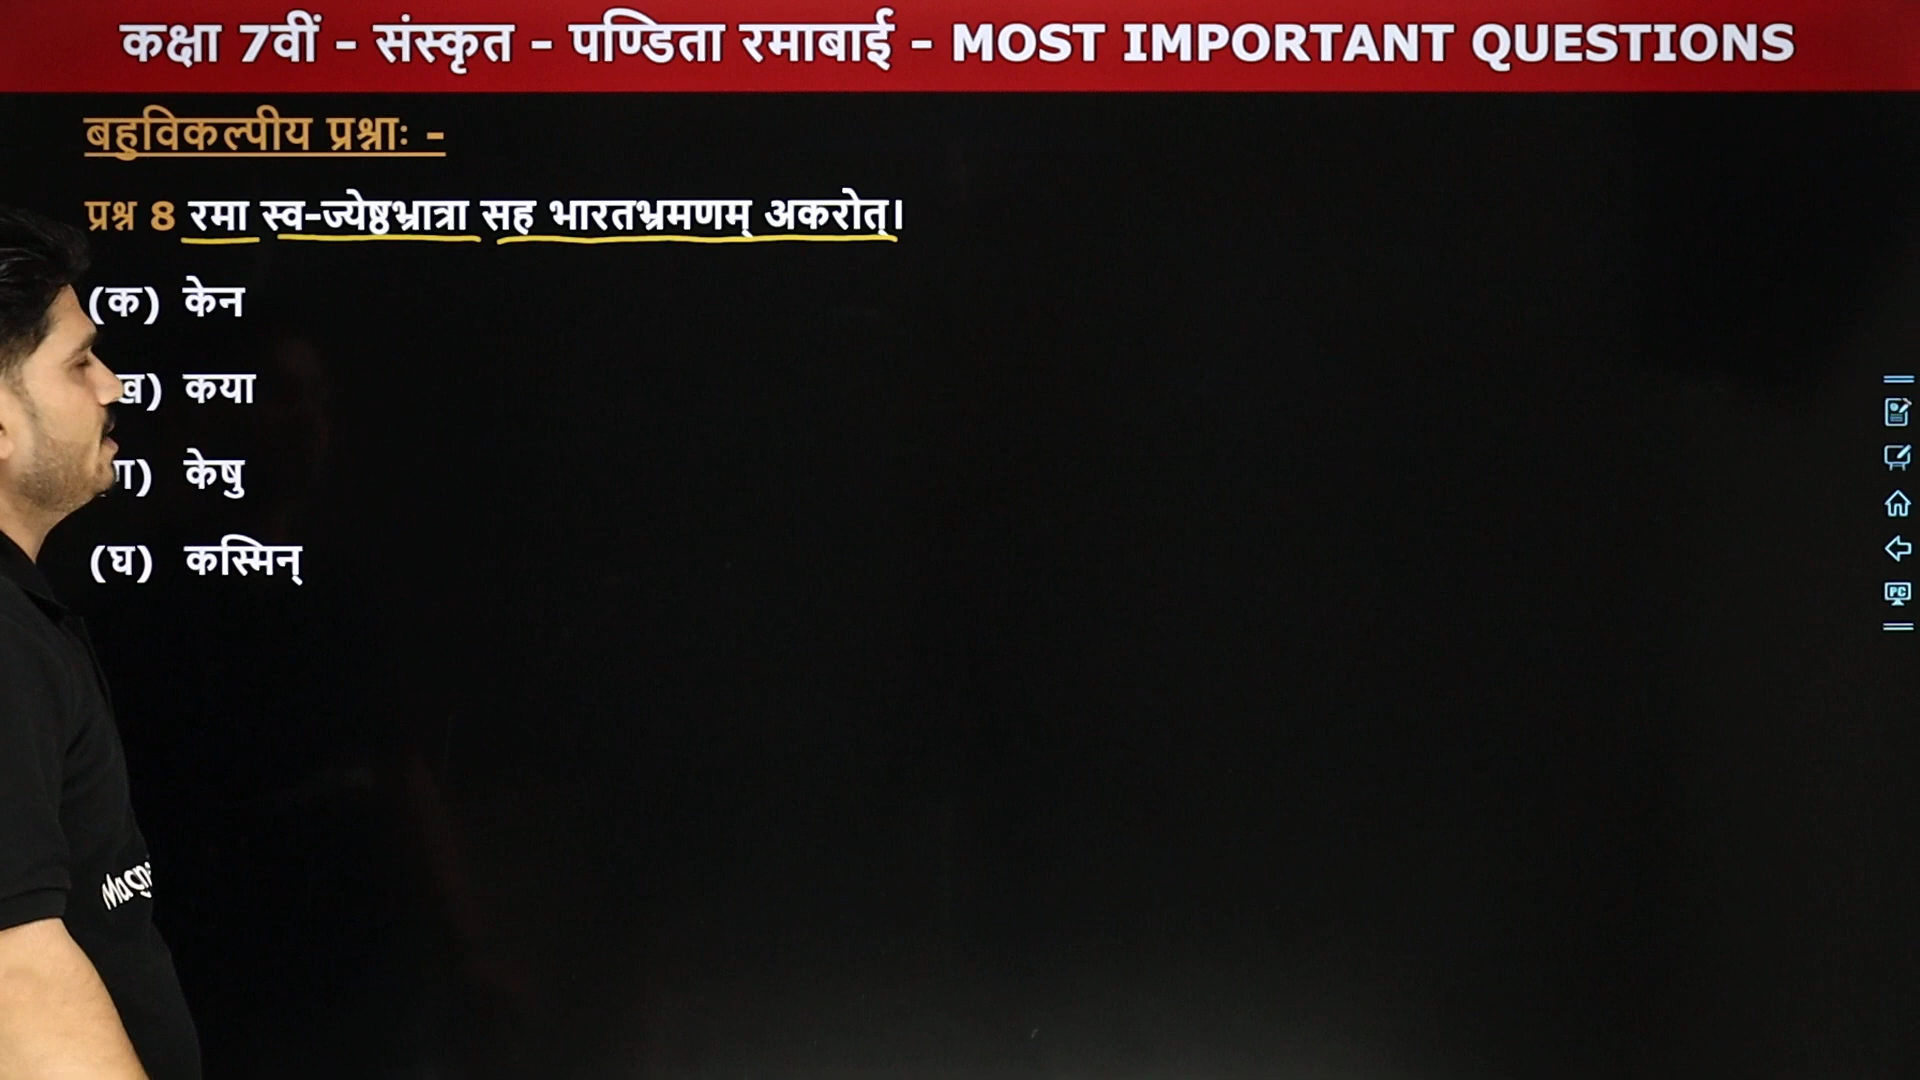 कक्षा 7वीं - संस्कृत - पण्डिता रमाबाई - MOST IMPORTANT QUESTIONS
बहुविकल्पीय प्रश्नाः -
प्रश्न 8 रमा स्व-ज्येष्ठभ्रात्रा सह भारतभ्रमणम् अकरोत्।
(क) केन
ख) कया
ग) केषु
(घ) कस्मिन्
PC